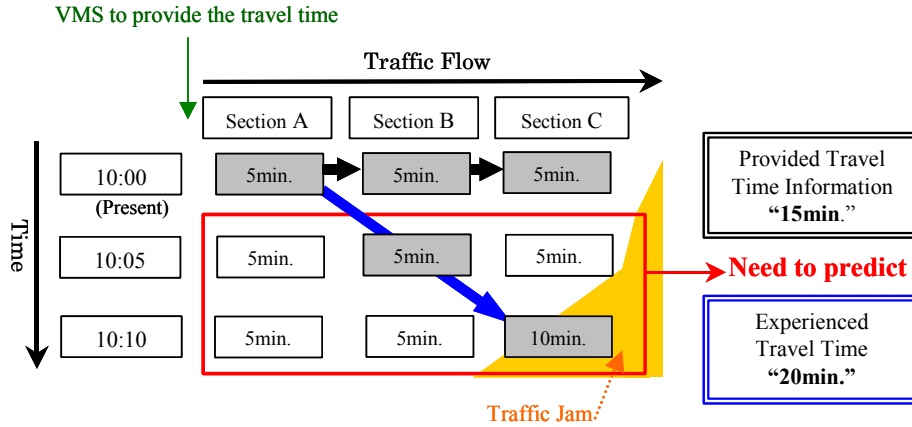 VMS to provide the travel time
Traffic Flow
Section A
Section B
Section C
10:00
(Present)
5min.
5min.
5min.
Provided Travel
Time Information
“15min.”
Time
10:05
5min.
5min.
5min.
Need to predict
10:10
5min.
5min.
10min.
Experienced
Travel Time
“20min.”
Traffic Jam